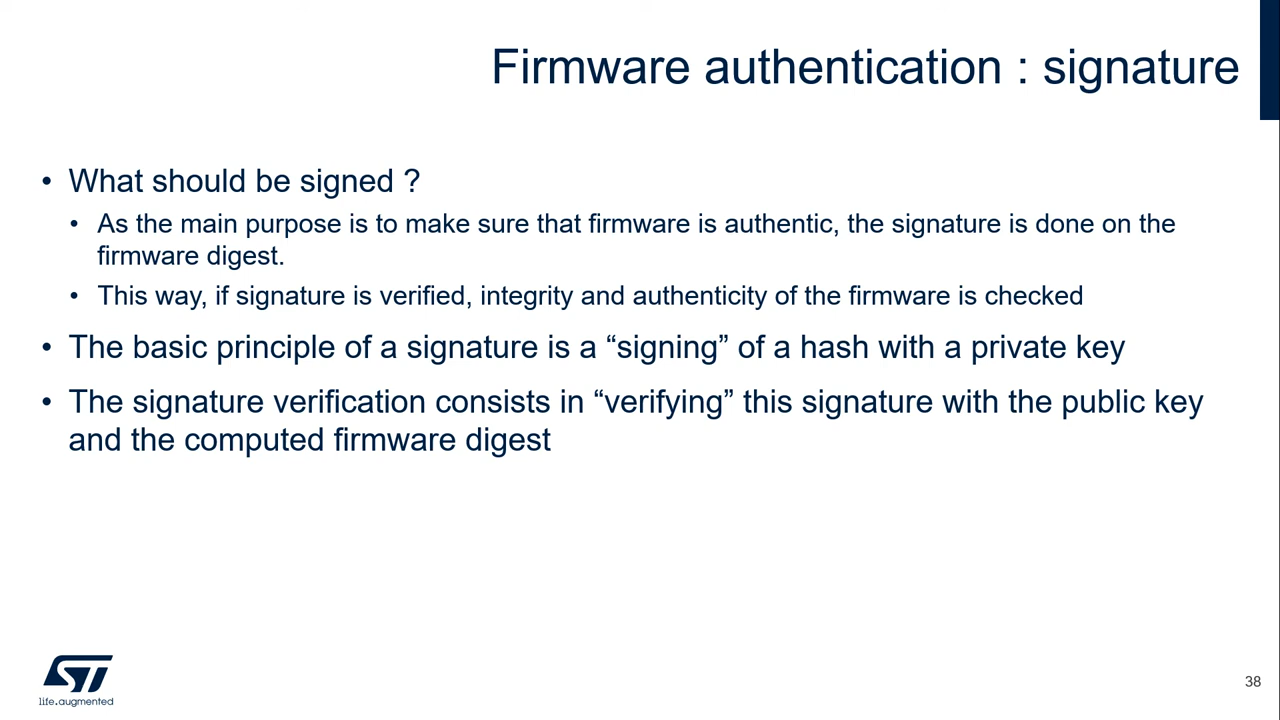 Firmware authentication : signature
• What should be signed ?
• As the main purpose is to make sure that firmware is authentic, the signature is done on the
firmware digest.
• This way, if signature is verified, integrity and authenticity of the firmware is checked
• The basic principle of a signature is a “signing” of a hash with a private key
• The signature verification consists in “verifying” this signature with the public key
and the computed firmware digest
ST
life.augmented
38